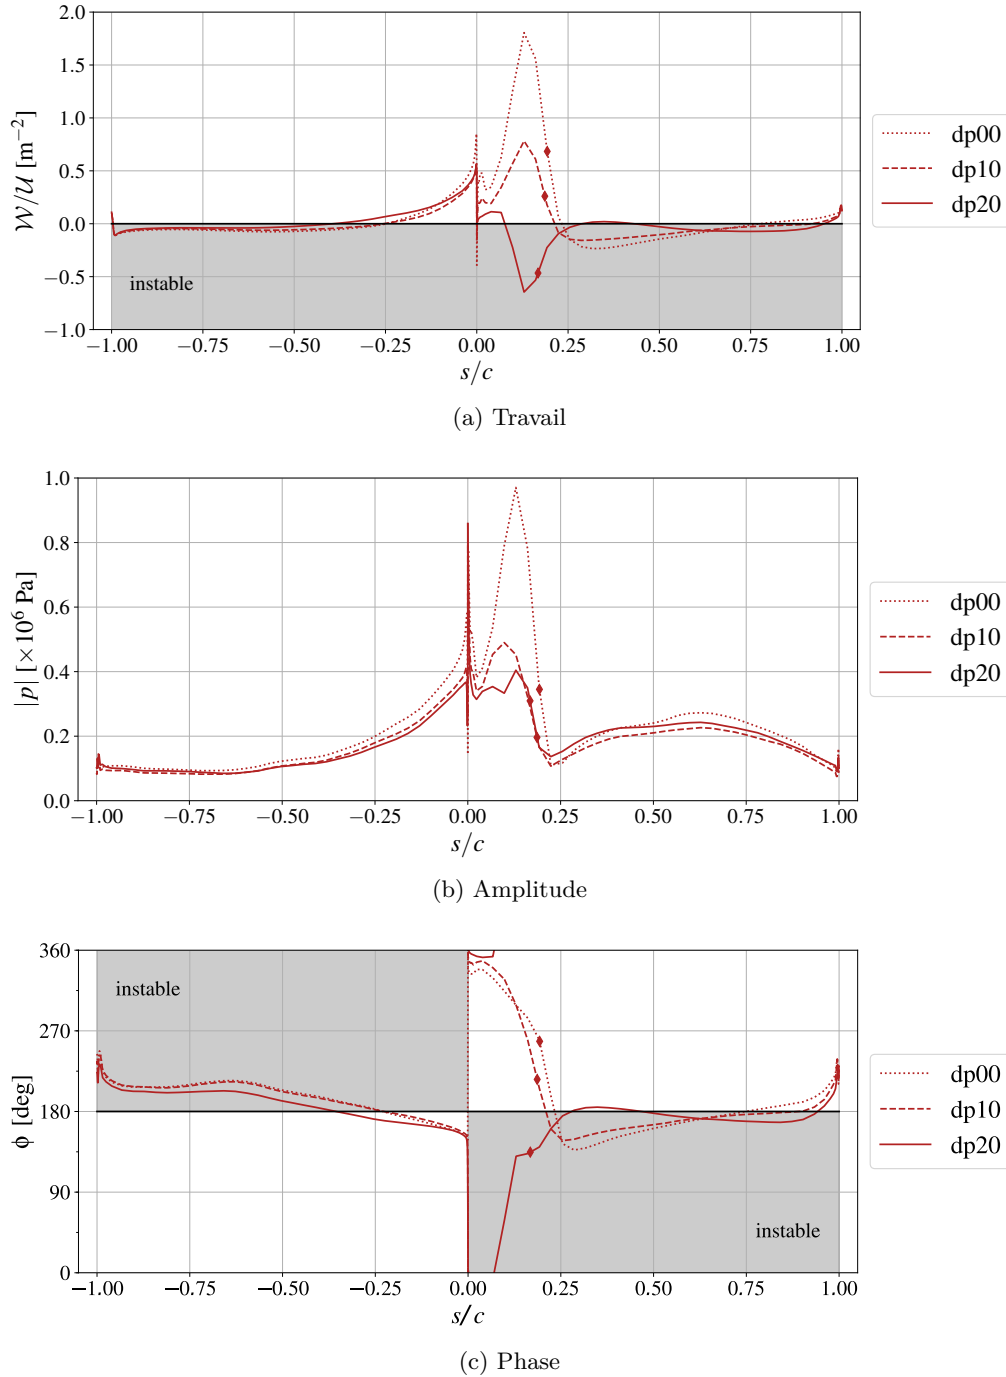 2.0
1.5
1.0
0.5
0.0
−0.5
−1.0
W/U [m⁻²]
instable
−1.00 −0.75 −0.50 −0.25 0.00 0.25 0.50 0.75 1.00
s/c
dp00
dp10
dp20
(a) Travail
1.0
0.8
0.6
0.4
0.2
0.0
|p| [×10⁶ Pa]
−1.00 −0.75 −0.50 −0.25 0.00 0.25 0.50 0.75 1.00
s/c
dp00
dp10
dp20
(b) Amplitude
360
270
180
90
0
ϕ [deg]
instable
instable
−1.00 −0.75 −0.50 −0.25 0.00 0.25 0.50 0.75 1.00
s/c
dp00
dp10
dp20
(c) Phase